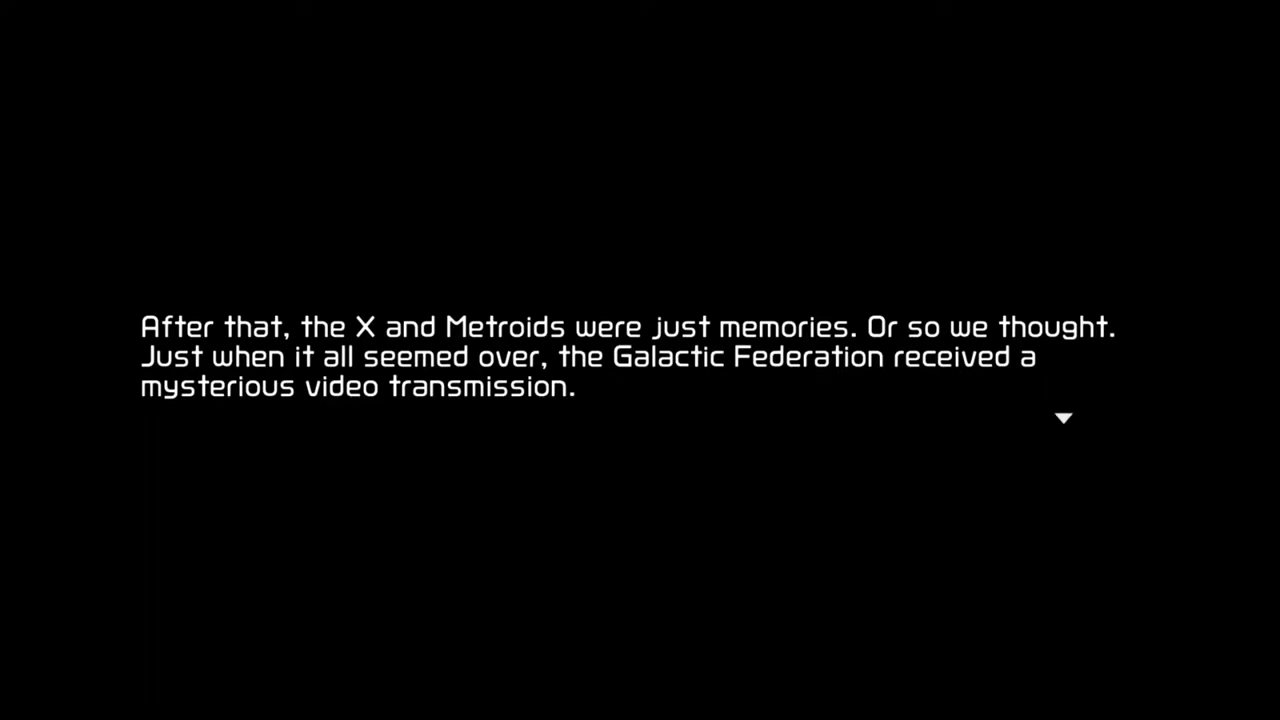 After that, the X and Metroids were just memories. Or so we thought.
Just when it all seemed over, the Galactic Federation received a
mysterious video transmission.